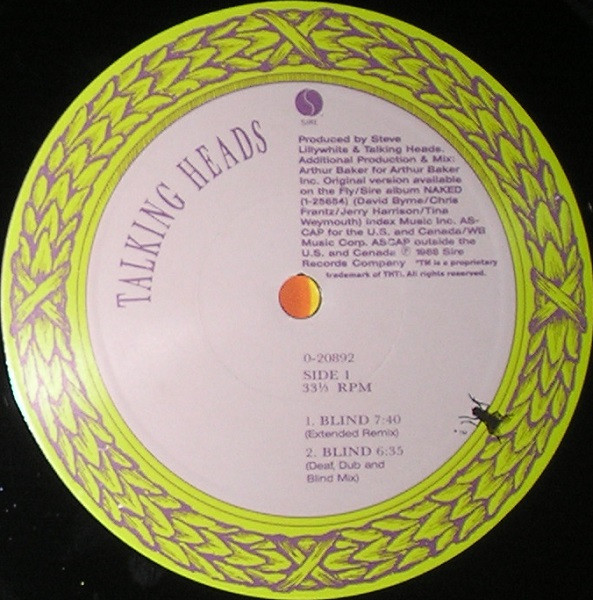 TALKING HEADS
SIRE
Produced by Steve
Lillywhite & Talking Heads.
Additional Production & Mix:
Arthur Baker for Arthur Baker
Inc. Original version available
on the Fly/Sire album NAKED
(1-25654) (David Byrne/Chris
Frantz/Jerry Harrison/Tina
Weymouth) Index Music Inc. AS-
CAP for the U.S. and Canada/WB
Music Corp. ASCAP outside the
U.S. and Canada ℗ 1988 Sire
Records Company *TM is a proprietary
trademark of THTI. All rights reserved.
0-20892
SIDE 1
33⅓ RPM
1. BLIND 7:40
(Extended Remix)
2. BLIND 6:35
(Deaf, Dub and
Blind Mix)
*TM